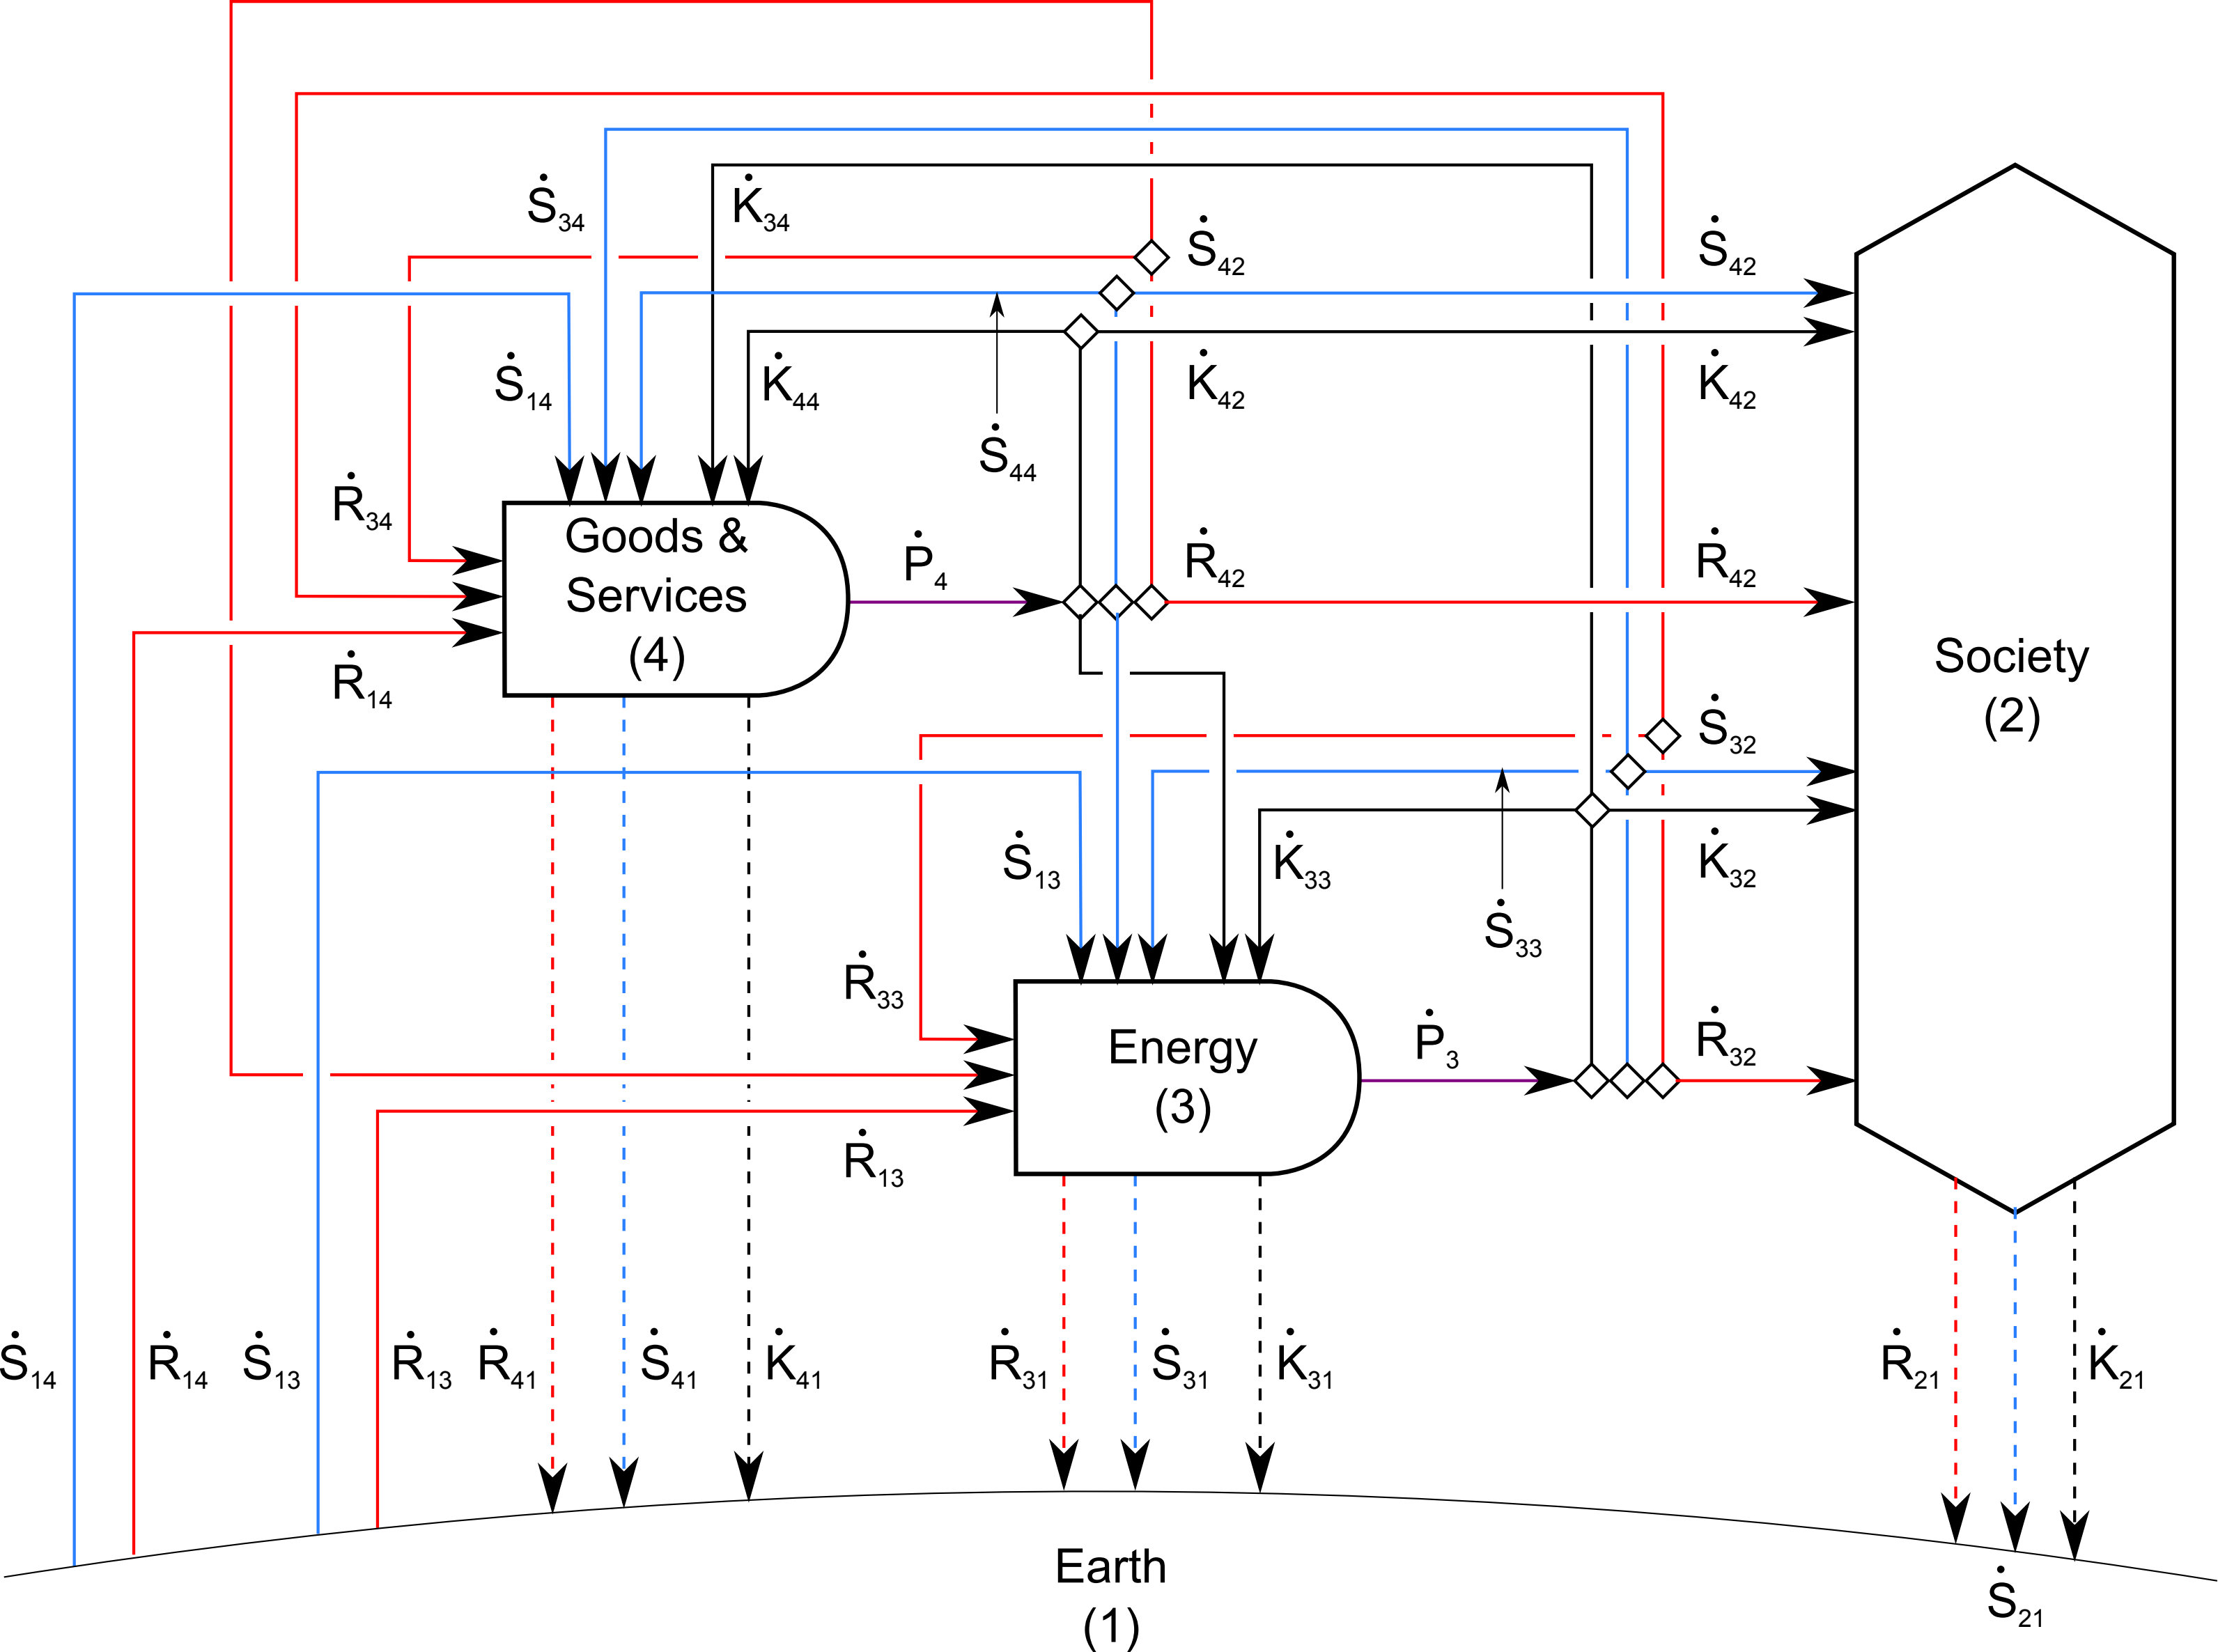 Ṡ34
K̇34
Ṡ42
Ṡ42
Ṡ14
K̇44
K̇42
K̇42
Ṡ44
Ṙ34
Goods &
Services
(4)
Ṗ4
Ṙ42
Ṙ42
Ṙ14
Society
(2)
Ṡ32
Ṡ13
K̇33
K̇32
Ṡ33
Ṙ33
Energy
(3)
Ṗ3
Ṙ32
Ṙ13
Ṡ14
Ṙ14
Ṡ13
Ṙ13
Ṙ41
Ṡ41
K̇41
Ṙ31
Ṡ31
K̇31
Ṙ21
K̇21
Earth
(1)
Ṡ21